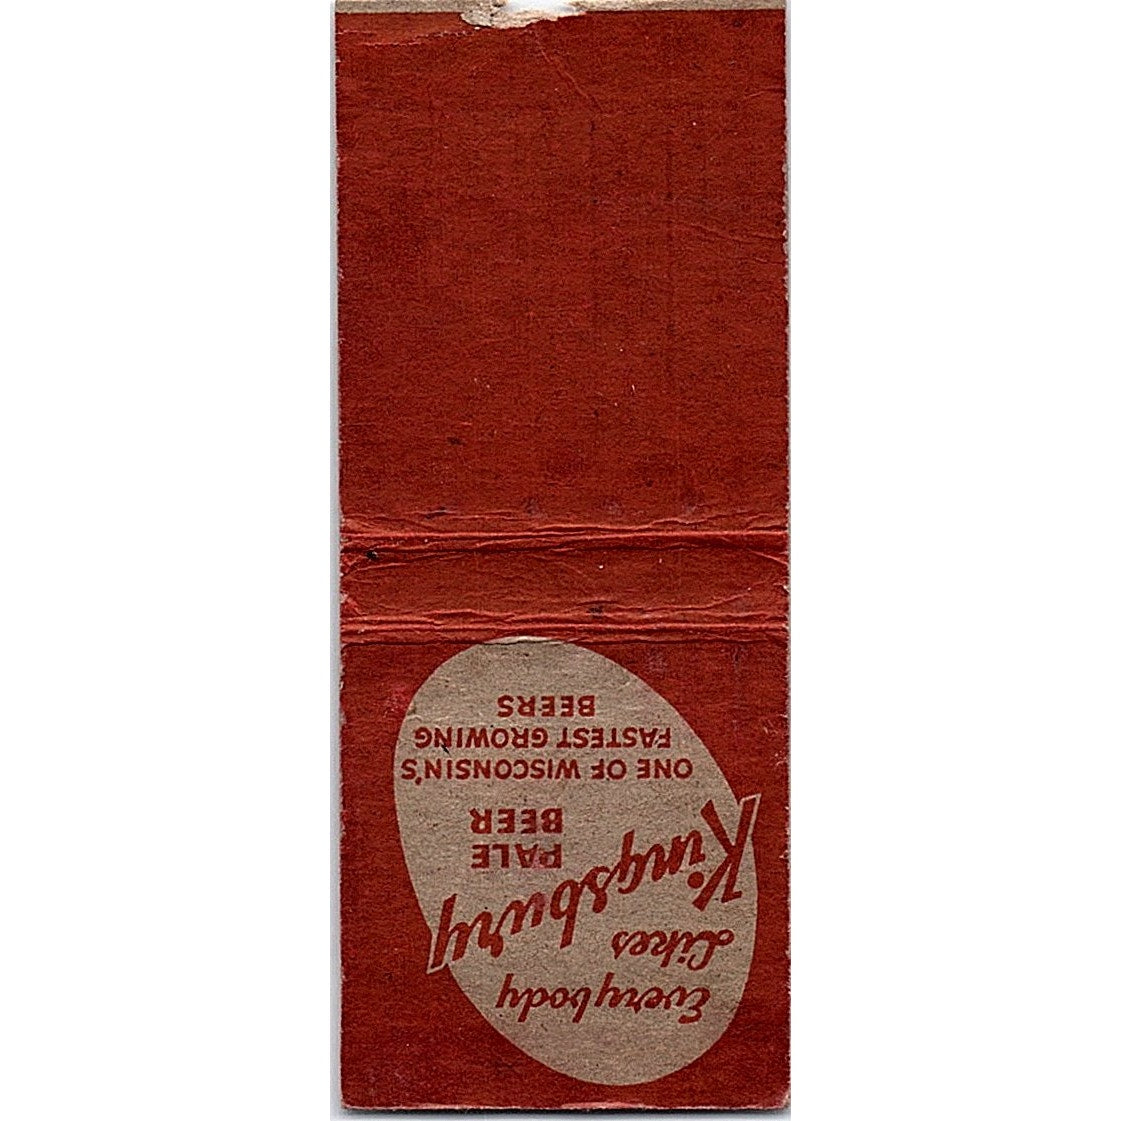 Everybody
Likes
Kingsbury
PALE
BEER
ONE OF WISCONSIN'S
FASTEST GROWING
BEERS